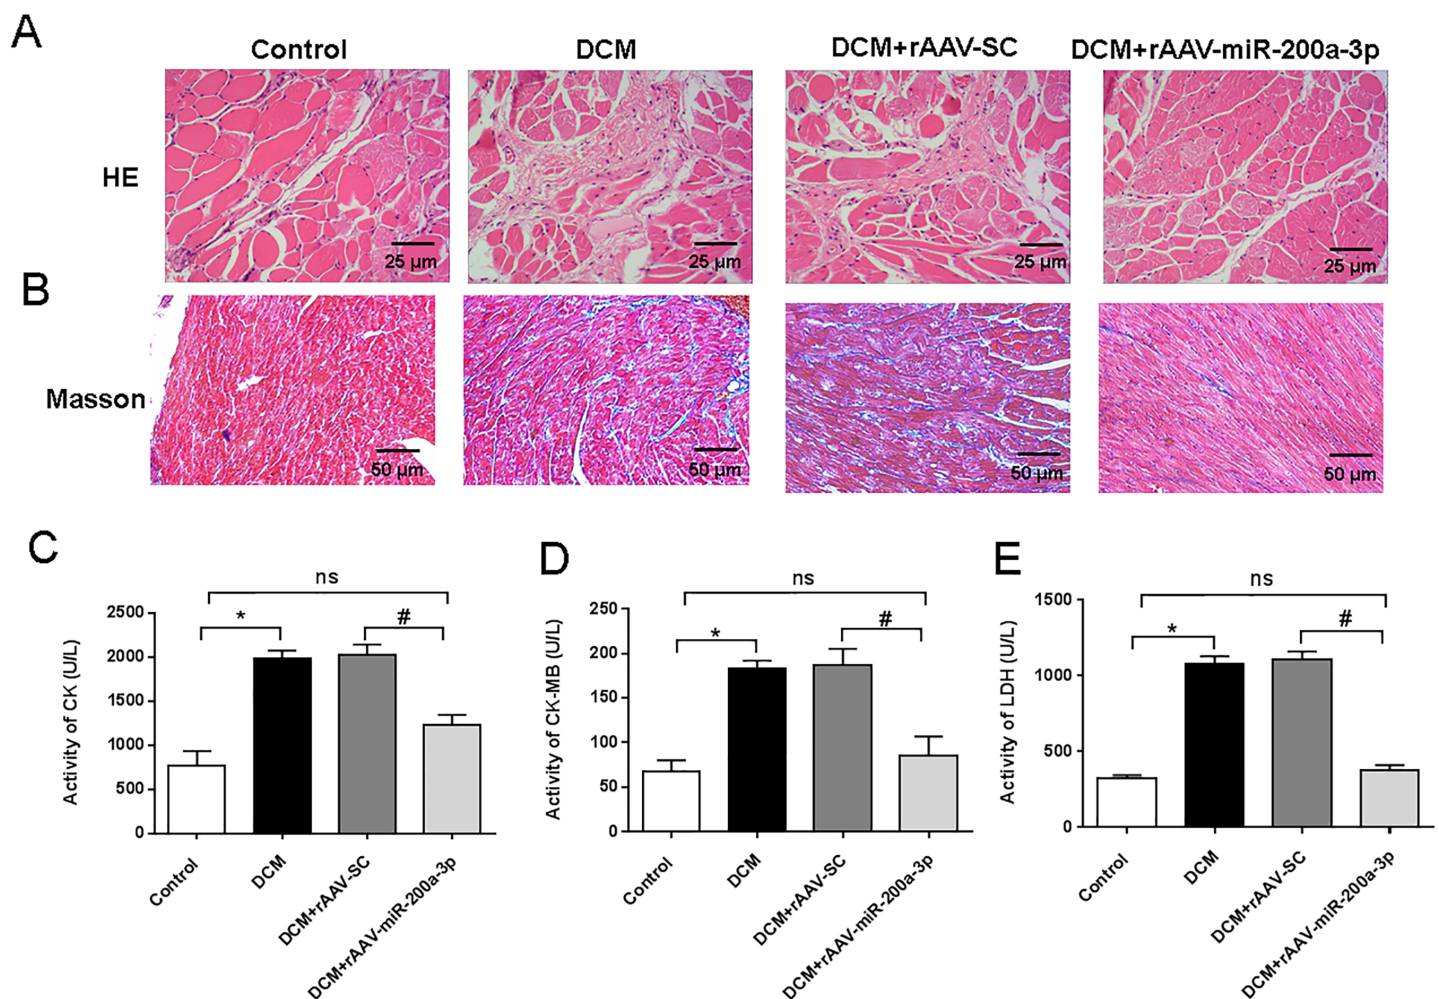 A
Control
DCM
DCM+rAAV-SC
DCM+rAAV-miR-200a-3p
HE
25 µm
25 µm
25 µm
25 µm
B
Masson
50 µm
50 µm
50 µm
50 µm
C
Activity of CK (U/L)
2500
2000
1500
1000
500
0
ns
*
#
Control
DCM
DCM+rAAV-SC
DCM+rAAV-miR-200a-3p
D
Activity of CK-MB (U/L)
250
200
150
100
50
0
ns
*
#
Control
DCM
DCM+rAAV-SC
DCM+rAAV-miR-200a-3p
E
Activity of LDH (U/L)
1500
1000
500
0
ns
*
#
Control
DCM
DCM+rAAV-SC
DCM+rAAV-miR-200a-3p